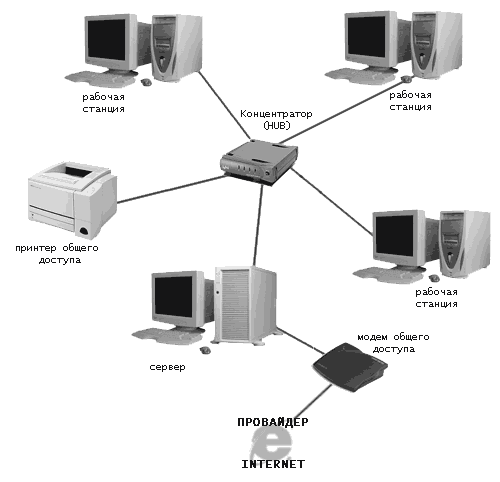 рабочая
станция
рабочая
станция
Концентратор
(HUB)
принтер общего
доступа
рабочая
станция
модем общего
доступа
сервер
ПРОВАЙДЕР
INTERNET